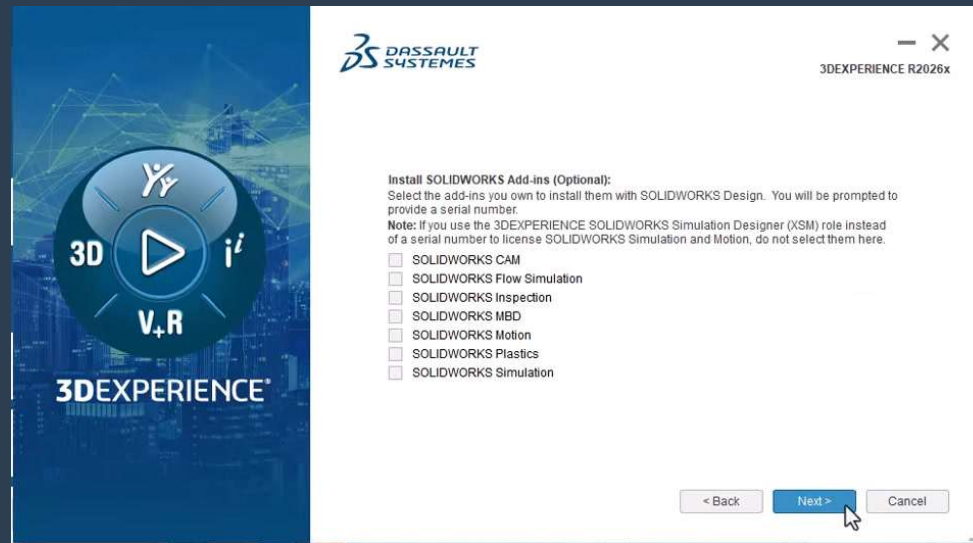 DASSAULT
SYSTEMES
3DEXPERIENCE R2026x
3D
i
V+R
3DEXPERIENCE®
Install SOLIDWORKS Add-ins (Optional):
Select the add-ins you own to install them with SOLIDWORKS Design. You will be prompted to
provide a serial number.
Note: If you use the 3DEXPERIENCE SOLIDWORKS Simulation Designer (XSM) role instead
of a serial number to license SOLIDWORKS Simulation and Motion, do not select them here.
SOLIDWORKS CAM
SOLIDWORKS Flow Simulation
SOLIDWORKS Inspection
SOLIDWORKS MBD
SOLIDWORKS Motion
SOLIDWORKS Plastics
SOLIDWORKS Simulation
< Back
Next >
Cancel